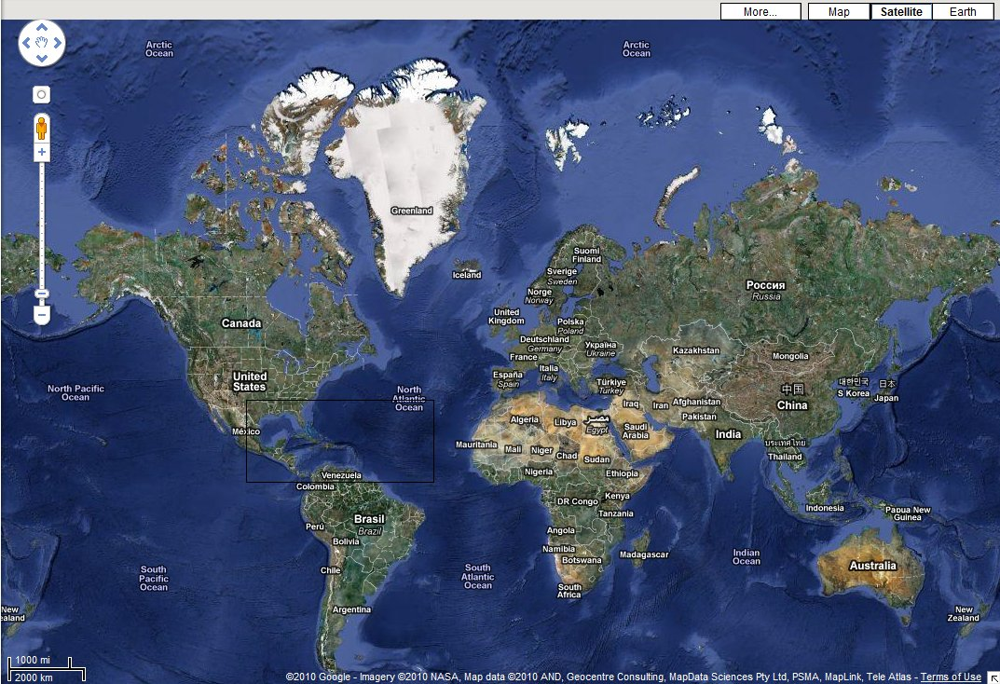 More...
Map
Satellite
Earth
Arctic
Ocean
Arctic
Ocean
+
Greenland
Iceland
Suomi
Finland
Sverige
Sweden
Norge
Norway
Россия
Russia
United
Kingdom
Polska
Poland
Deutschland
Germany
Україна
Ukraine
France
Italia
Italy
España
Spain
Türkiye
Turkey
Kazakhstan
Mongolia
Canada
United
States
North Pacific
Ocean
North
Atlantic
Ocean
中国
China
대한민국
S Korea
日本
Japan
Iraq
Iran
Afghanistan
Pakistan
México
Algeria
Libya
مصر
Egypt
Saudi
Arabia
India
ประเทศไทย
Thailand
Mauritania
Mali
Niger
Chad
Sudan
Nigeria
Ethiopia
Venezuela
Colombia
DR Congo
Kenya
Tanzania
Indonesia
Papua New
Guinea
Perú
Brasil
Brazil
Bolivia
Angola
Namibia
Botswana
Madagascar
Indian
Ocean
Australia
South
Pacific
Ocean
Chile
South
Atlantic
Ocean
South
Africa
Argentina
New
ealand
New
Zealand
−
1000 mi
2000 km
©2010 Google - Imagery ©2010 NASA, Map data ©2010 AND, Geocentre Consulting, MapData Sciences Pty Ltd, PSMA, MapLink, Tele Atlas - Terms of Use